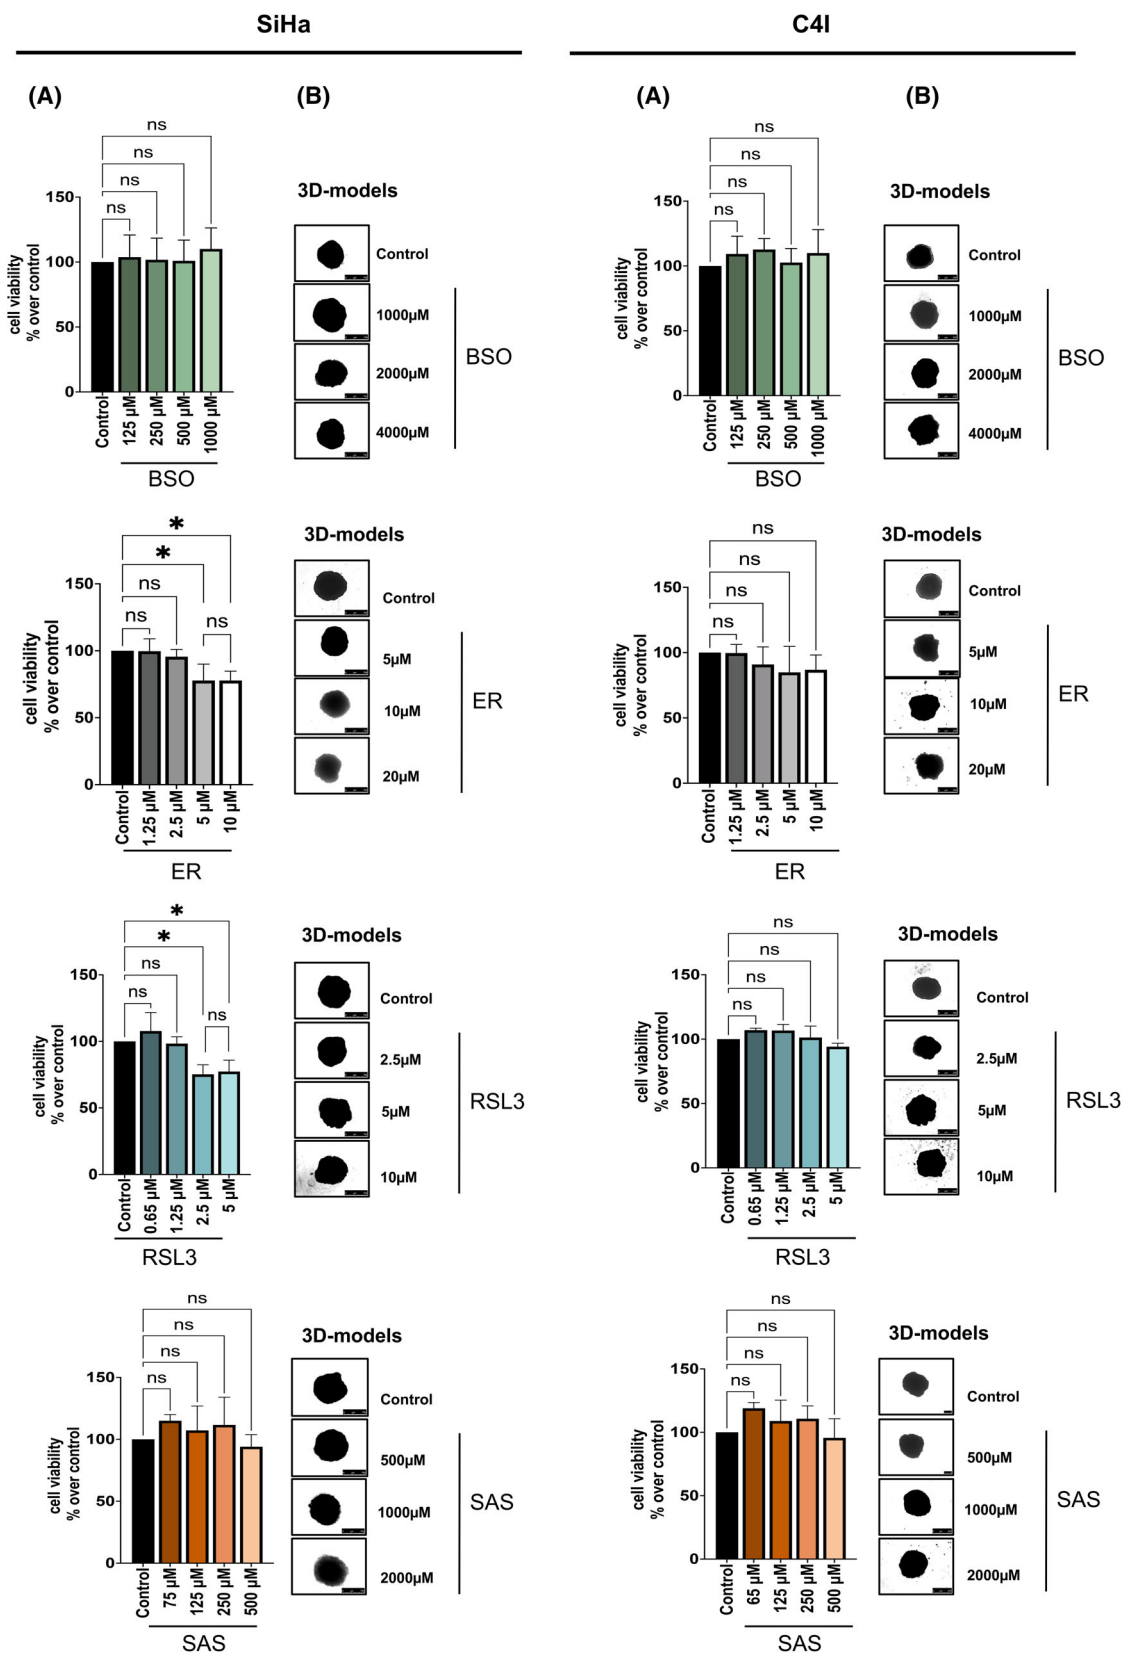 SiHa
C4I
(A)
(B)
(A)
(B)
ns
ns
ns
ns
150
100
50
0
cell viability
% over control
Control
125 µM
250 µM
500 µM
1000 µM
BSO
3D-models
Control
1000µM
2000µM
4000µM
BSO
ns
ns
ns
ns
150
100
50
0
cell viability
% over control
Control
125 µM
250 µM
500 µM
1000 µM
BSO
3D-models
Control
1000µM
2000µM
4000µM
BSO
*
*
ns
ns
ns
150
100
50
0
cell viability
% over control
Control
1.25 µM
2.5 µM
5 µM
10 µM
ER
3D-models
Control
5µM
10µM
20µM
ER
ns
ns
ns
ns
150
100
50
0
cell viability
% over control
Control
1.25 µM
2.5 µM
5 µM
10 µM
ER
3D-models
Control
5µM
10µM
20µM
ER
*
*
ns
ns
ns
150
100
50
0
cell viability
% over control
Control
0.65 µM
1.25 µM
2.5 µM
5 µM
RSL3
3D-models
Control
2.5µM
5µM
10µM
RSL3
ns
ns
ns
ns
150
100
50
0
cell viability
% over control
Control
0.65 µM
1.25 µM
2.5 µM
5 µM
RSL3
3D-models
Control
2.5µM
5µM
10µM
RSL3
ns
ns
ns
ns
150
100
50
0
cell viability
% over control
Control
75 µM
125 µM
250 µM
500 µM
SAS
3D-models
Control
500µM
1000µM
2000µM
SAS
ns
ns
ns
ns
150
100
50
0
cell viability
% over control
Control
65 µM
125 µM
250 µM
500 µM
SAS
3D-models
Control
500µM
1000µM
2000µM
SAS